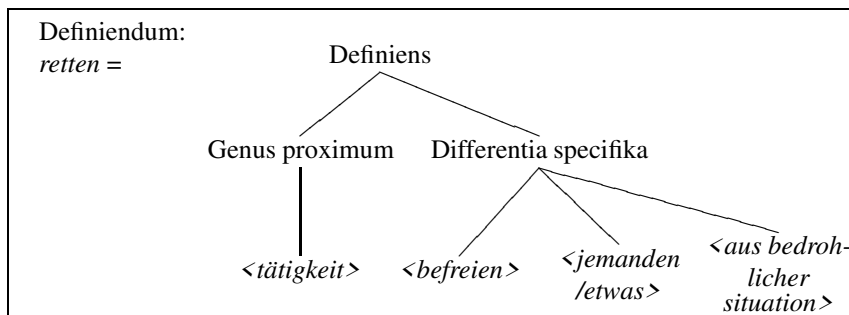 Definiendum:
retten =
Definiens
Genus proximum Differentia specifika
<tätigkeit> <befreien> <jemanden
/etwas> <aus bedroh-
licher
situation>